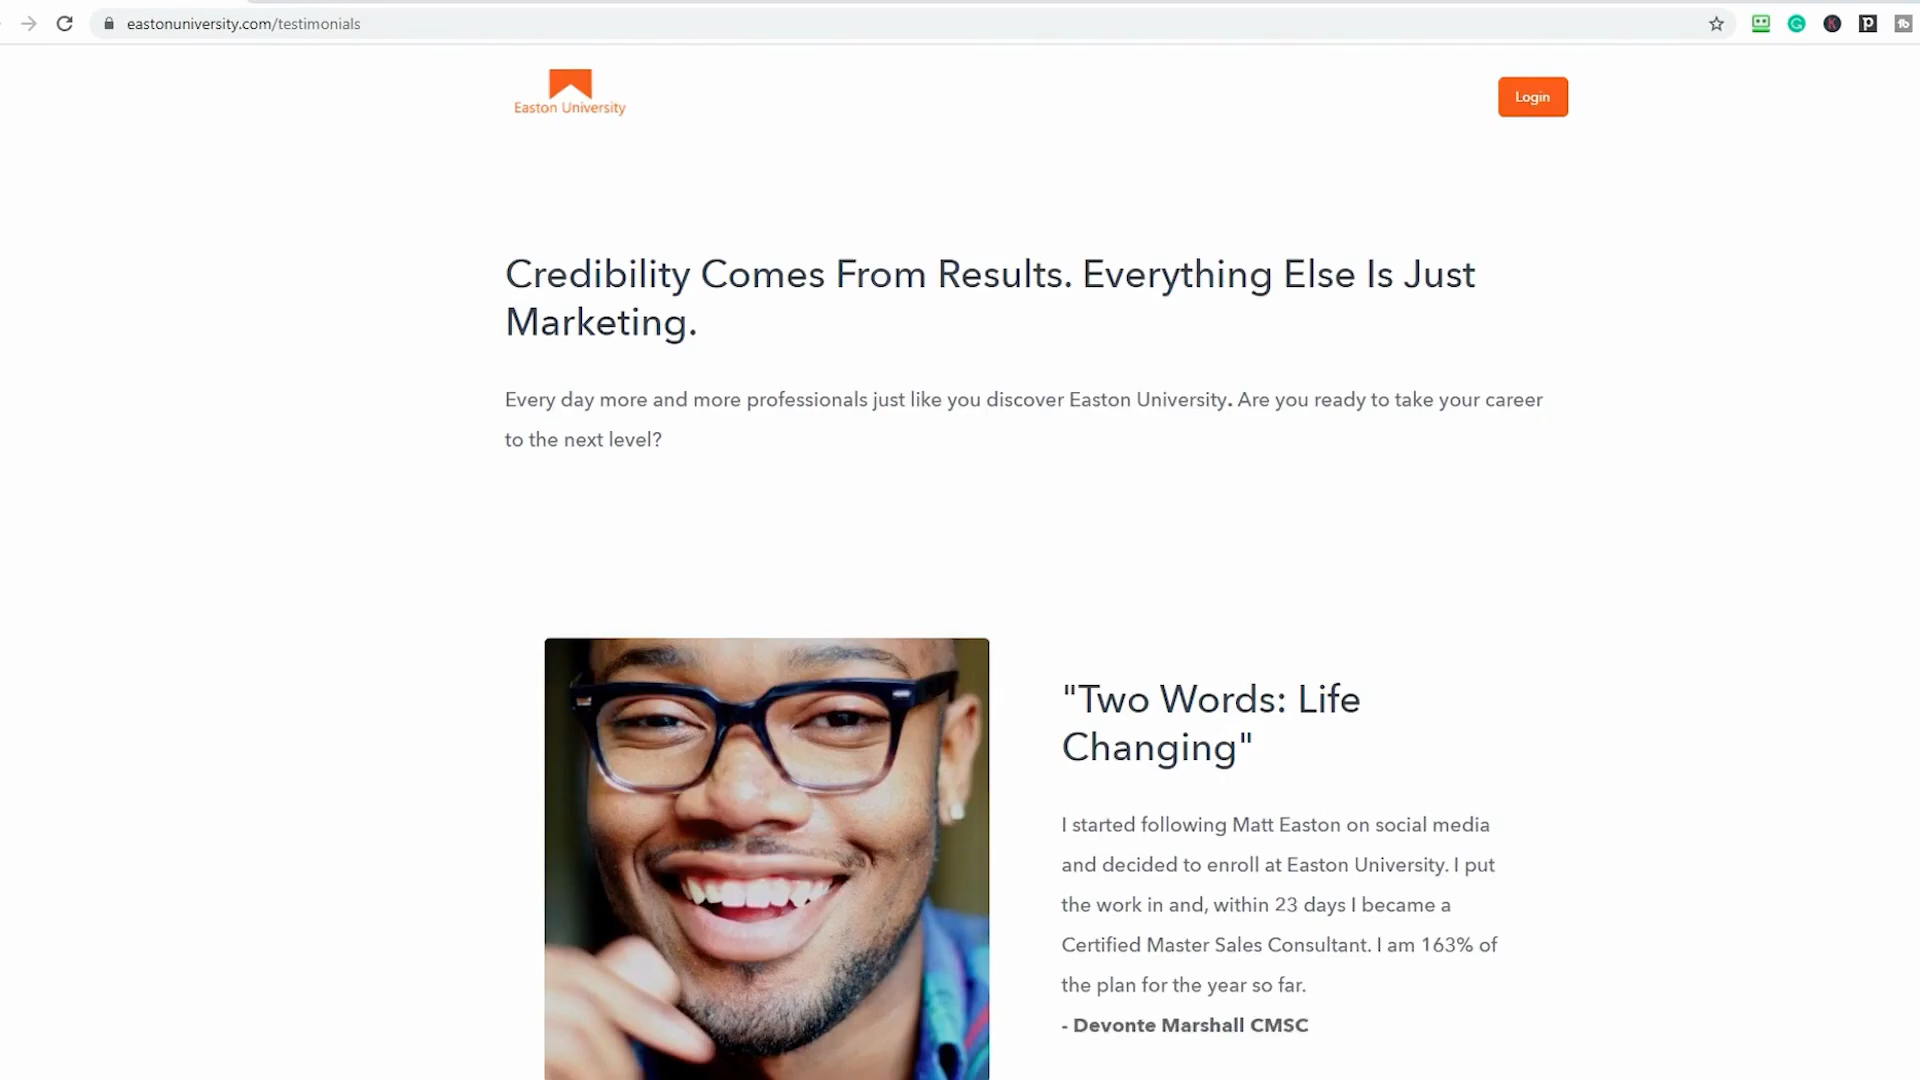 eastonuniversity.com/testimonials
Easton University
Login
Credibility Comes From Results. Everything Else Is Just
Marketing.
Every day more and more professionals just like you discover Easton University. Are you ready to take your career
to the next level?
"Two Words: Life
Changing"
I started following Matt Easton on social media
and decided to enroll at Easton University. I put
the work in and, within 23 days I became a
Certified Master Sales Consultant. I am 163% of
the plan for the year so far.
- Devonte Marshall CMSC